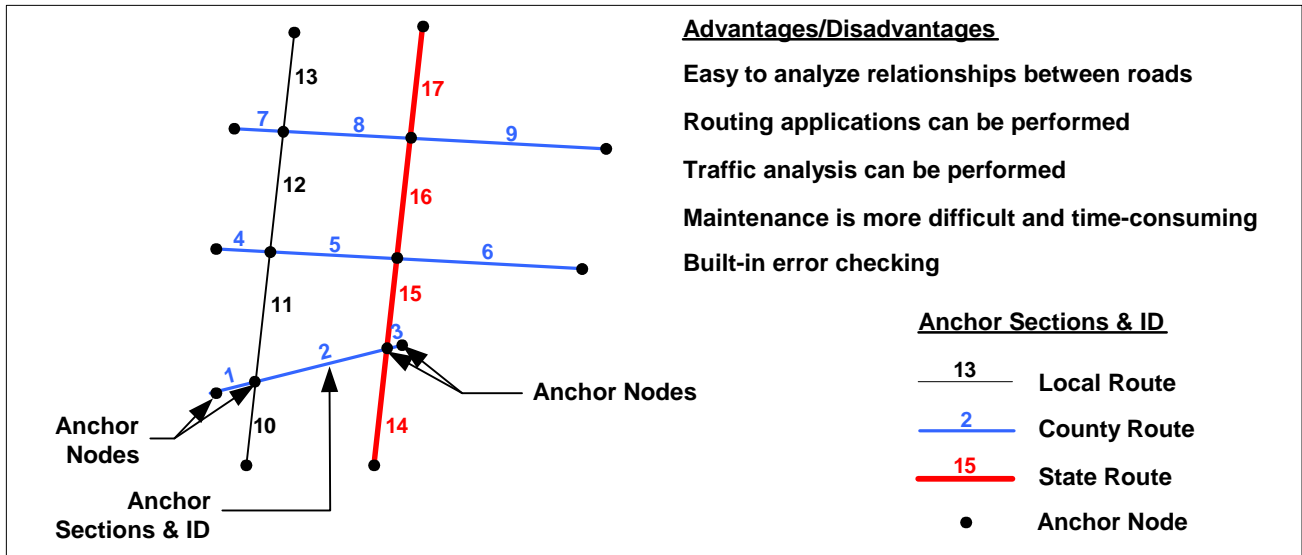 13
17
7
8
9
12
16
4
5
6
11
15
3
2
1
10
14
Anchor Nodes
Anchor
Nodes
Anchor
Sections & ID
Advantages/Disadvantages
Easy to analyze relationships between roads
Routing applications can be performed
Traffic analysis can be performed
Maintenance is more difficult and time-consuming
Built-in error checking
Anchor Sections & ID
13 Local Route
2 County Route
15 State Route
Anchor Node